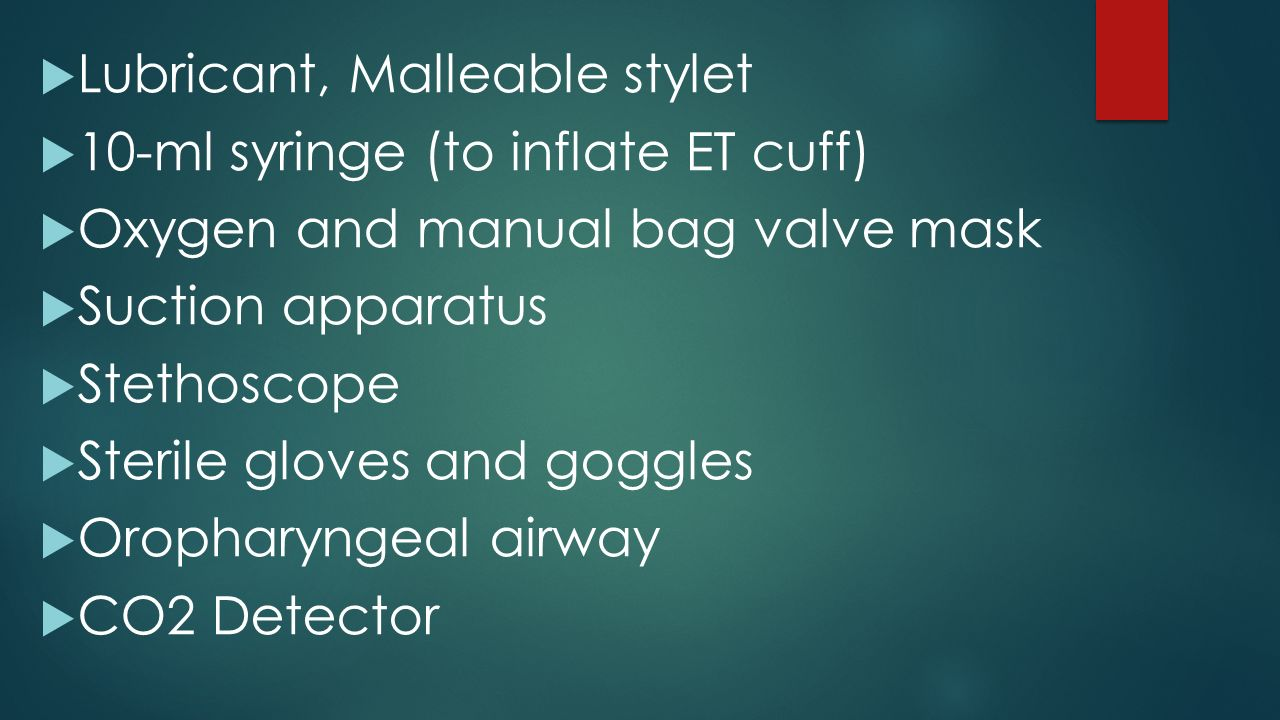 Lubricant, Malleable stylet
10-ml syringe (to inflate ET cuff)
Oxygen and manual bag valve mask
Suction apparatus
Stethoscope
Sterile gloves and goggles
Oropharyngeal airway
CO2 Detector